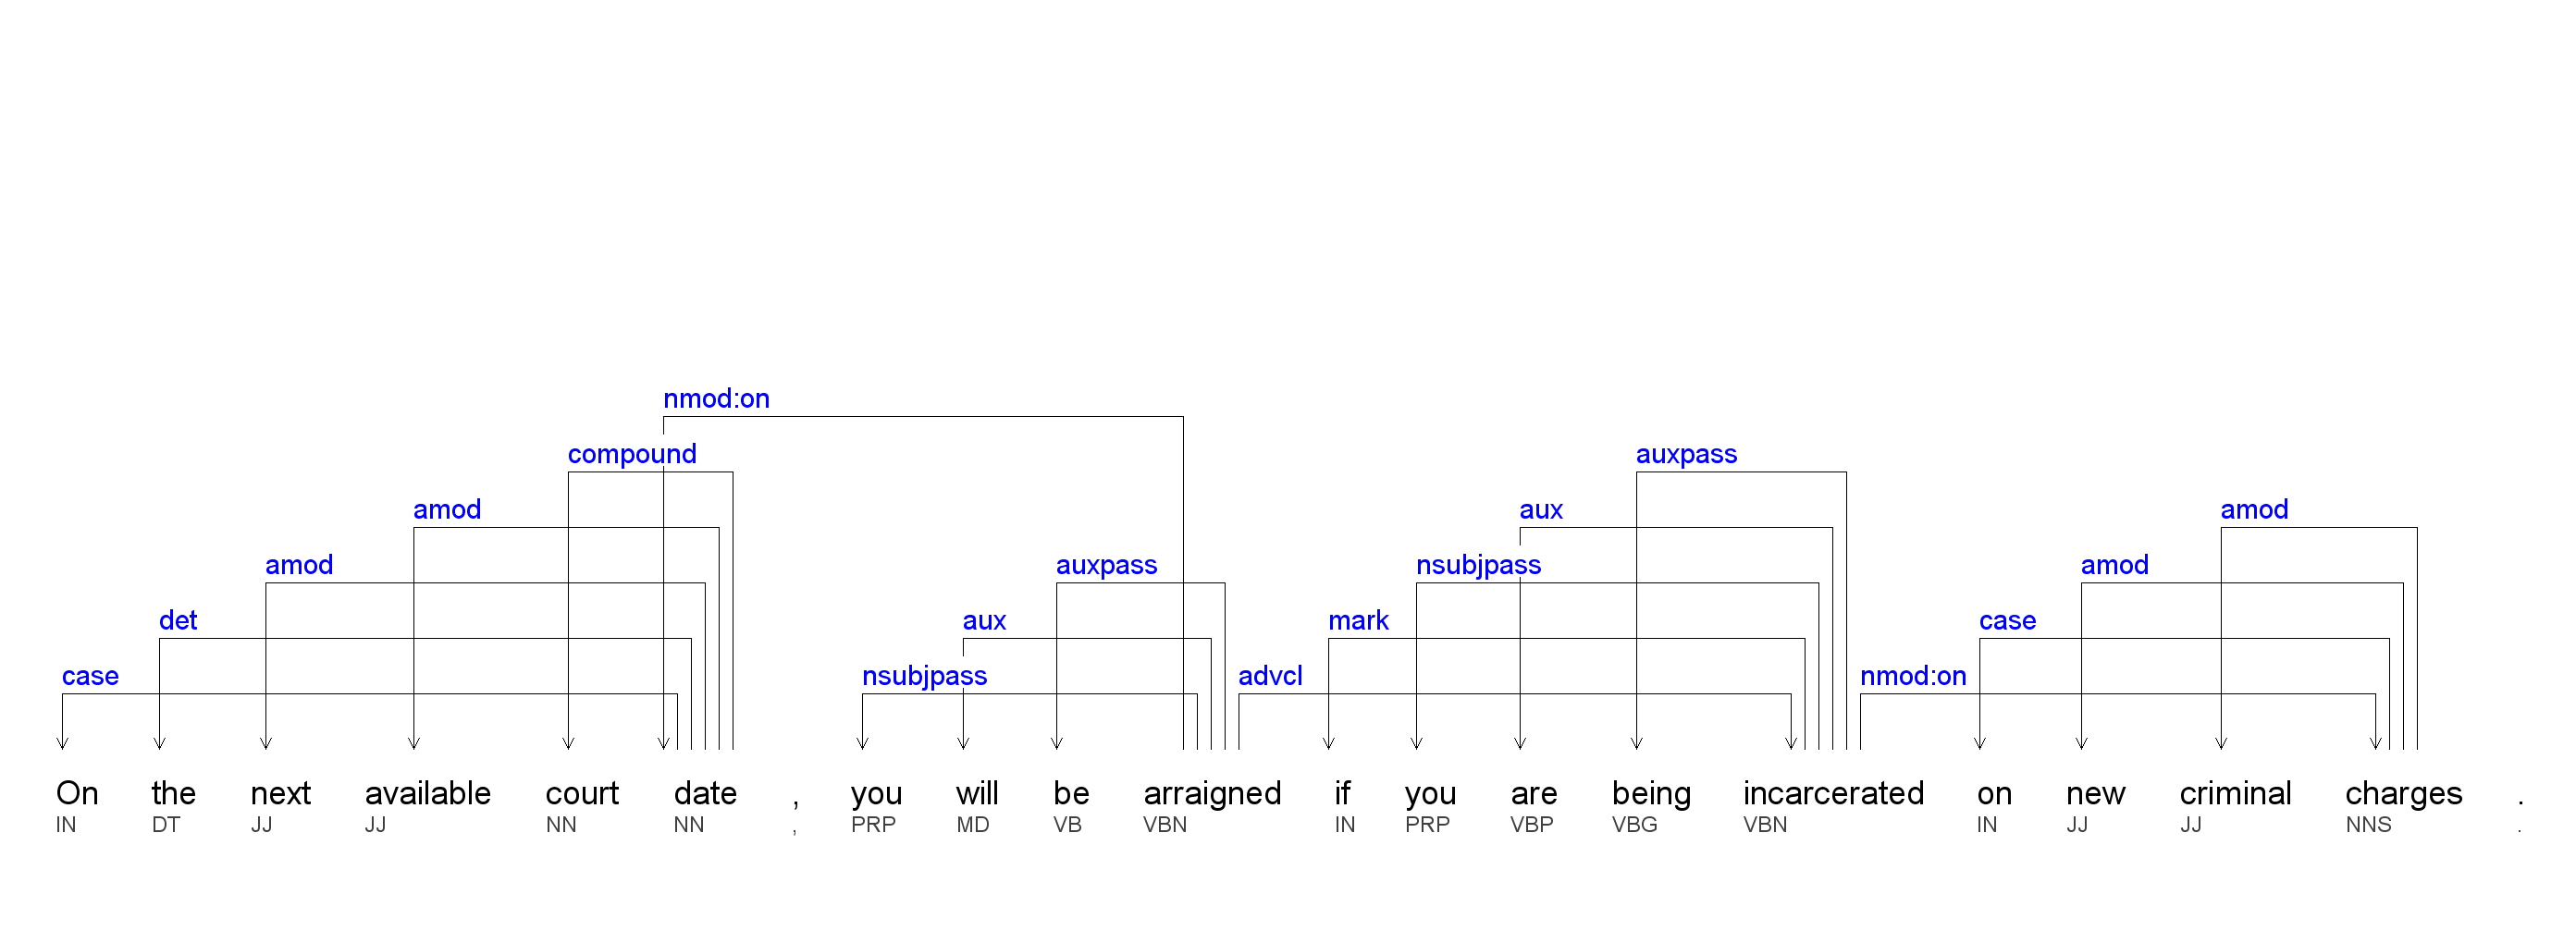 nmod:on
compound auxpass
amod aux amod
amod auxpass nsubjpass amod
det aux mark case
case nsubjpass advcl nmod:on
On the next available court date , you will be arraigned if you are being incarcerated on new criminal charges .
IN DT JJ JJ NN NN , PRP MD VB VBN IN PRP VBP VBG VBN IN JJ JJ NNS .